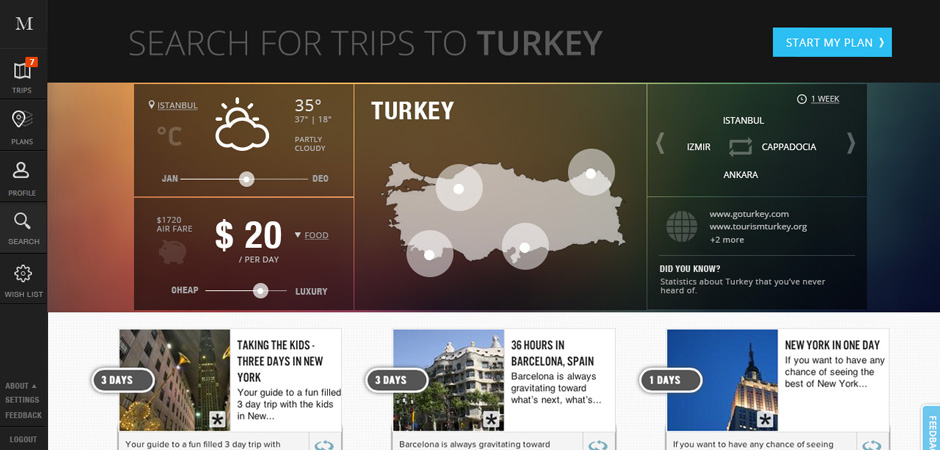 M
7
TRIPS
PLANS
PROFILE
SEARCH
WISH LIST
ABOUT
SETTINGS
FEEDBACK
LOGOUT
SEARCH FOR TRIPS TO TURKEY
START MY PLAN
ISTANBUL
°C
35°
37° | 18°
PARTLY
CLOUDY
JAN
DEO
$1720
AIR FARE
$ 20
/ PER DAY
FOOD
CHEAP
LUXURY
TURKEY
1 WEEK
ISTANBUL
IZMIR
CAPPADOCIA
ANKARA
www.goturkey.com
www.tourismturkey.org
+2 more
DID YOU KNOW?
Statistics about Turkey that you've never
heard of.
3 DAYS
TAKING THE KIDS -
THREE DAYS IN NEW
YORK
Your guide to a fun filled
3 day trip with the kids
in New...
Your guide to a fun filled 3 day trip with
3 DAYS
36 HOURS IN
BARCELONA, SPAIN
Barcelona is always
gravitating toward
what's next, what's...
Barcelona is always gravitating toward
1 DAYS
NEW YORK IN ONE DAY
If you want to have any
chance of seeing the
best of New York...
If you want to have any chance of seeing
FEEDBA